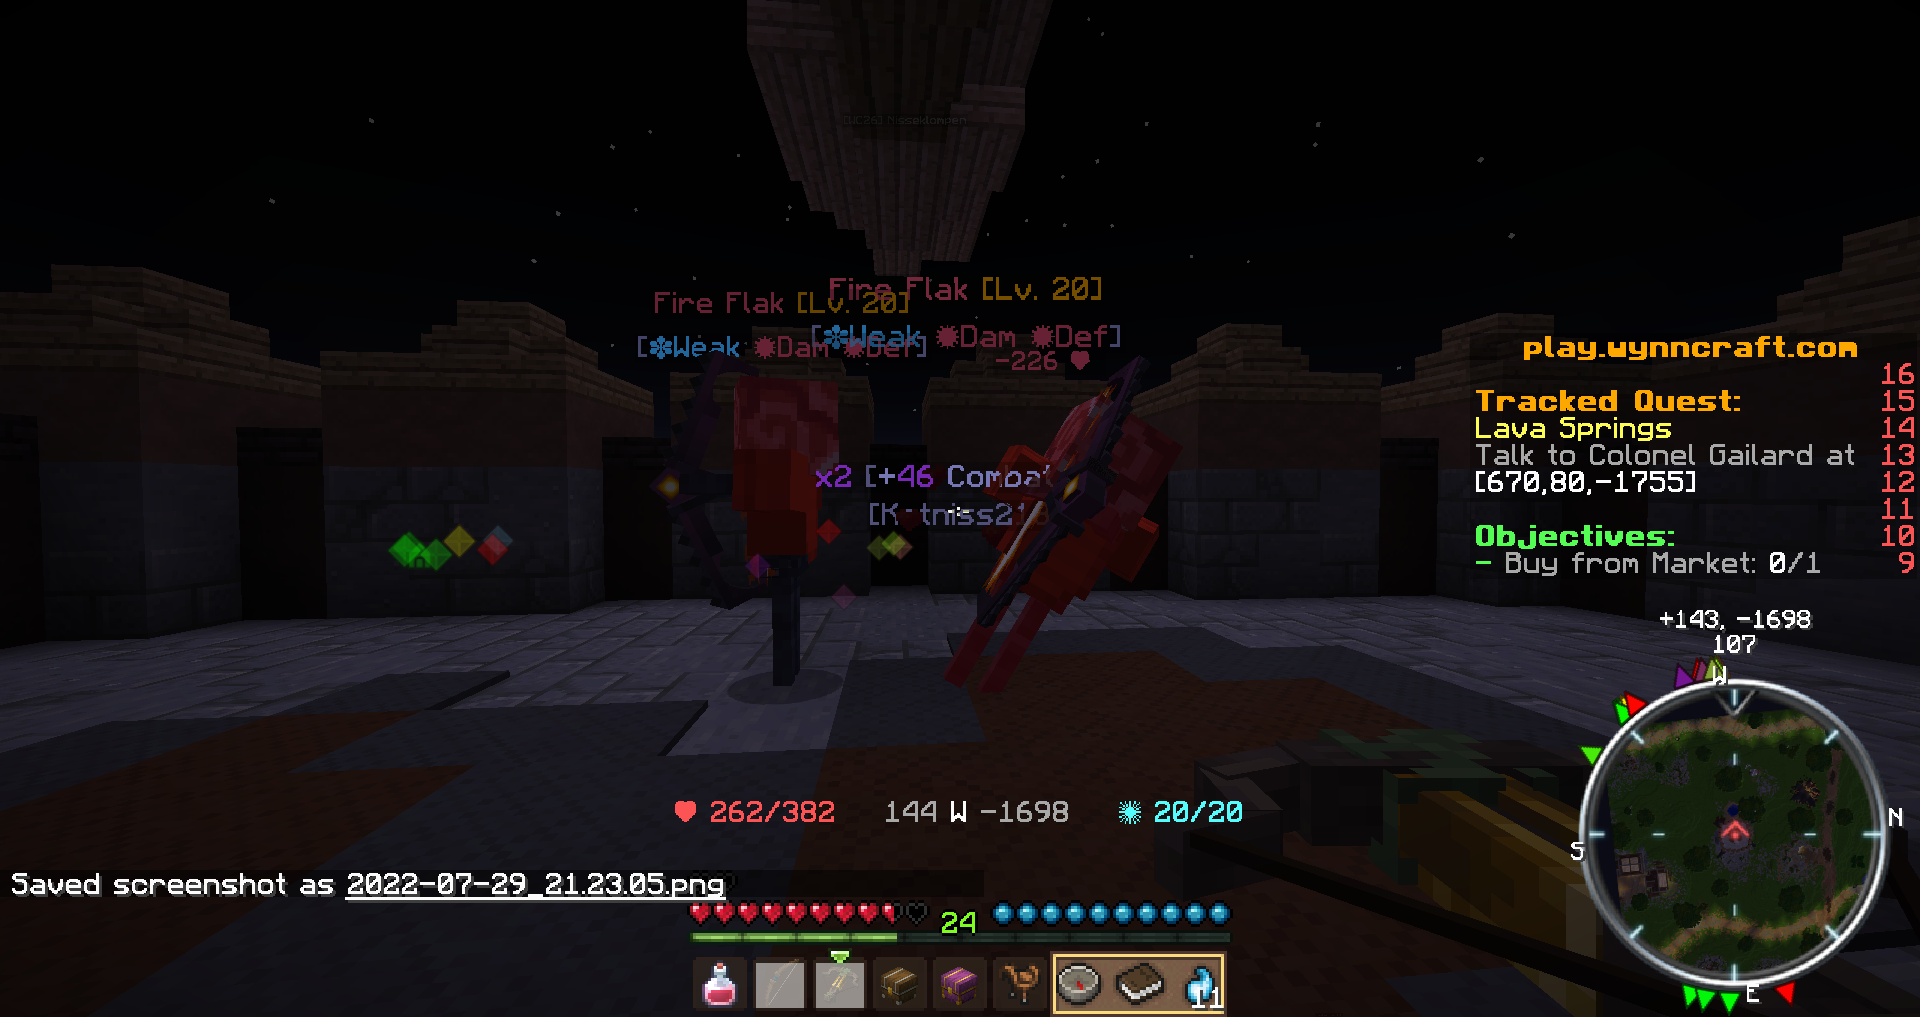 [WC26] Nisseklompen
Fire Flak [Lv. 20]
Fire Flak [Lv. 20]
[❉Weak ✹Dam ✹Def]
[❉Weak ✹Dam ✹Def]
-226 ❤
x2 [+46 Combat
play.wynncraft.com
16
Tracked Quest: 15
Lava Springs 14
Talk to Colonel Gailard at 13
[670,80,-1755] 12
11
Objectives: 10
- Buy from Market: 0/1 9
+143, -1698
107
W
N
S
E
❤ 262/382 144 W -1698 ✺ 20/20
Saved screenshot as 2022-07-29_21.23.05.png
24
11